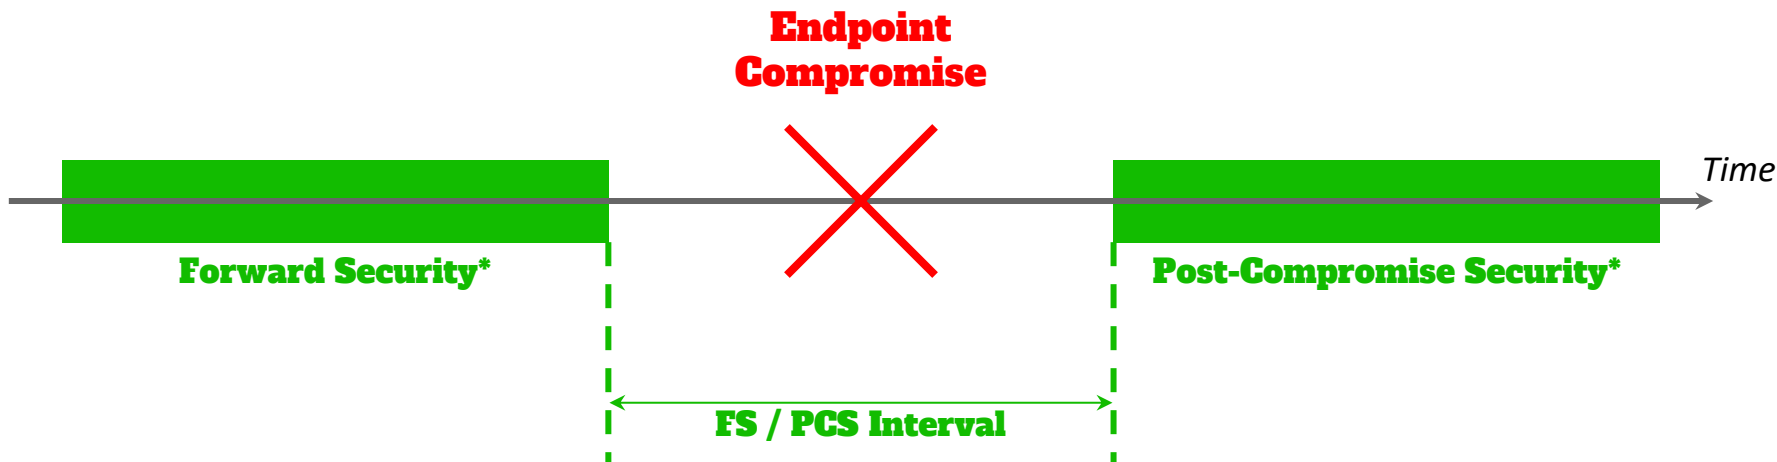 Endpoint
Compromise
Time
Forward Security*
Post-Compromise Security*
FS / PCS Interval